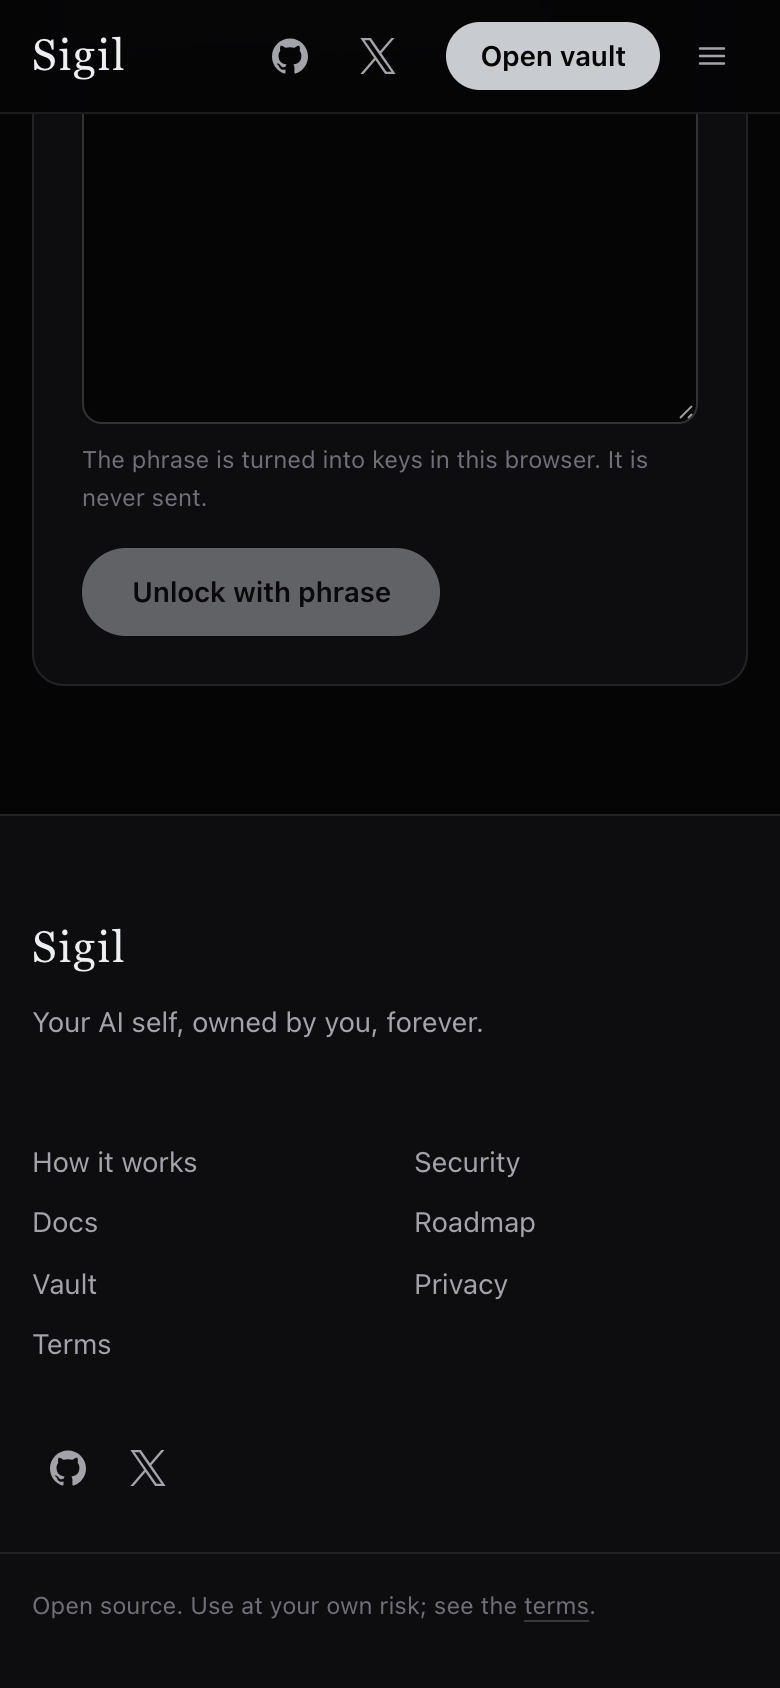 Sigil
Open vault
The phrase is turned into keys in this browser. It is
never sent.
Unlock with phrase
Sigil
Your AI self, owned by you, forever.
How it works
Security
Docs
Roadmap
Vault
Privacy
Terms
Open source. Use at your own risk; see the terms.